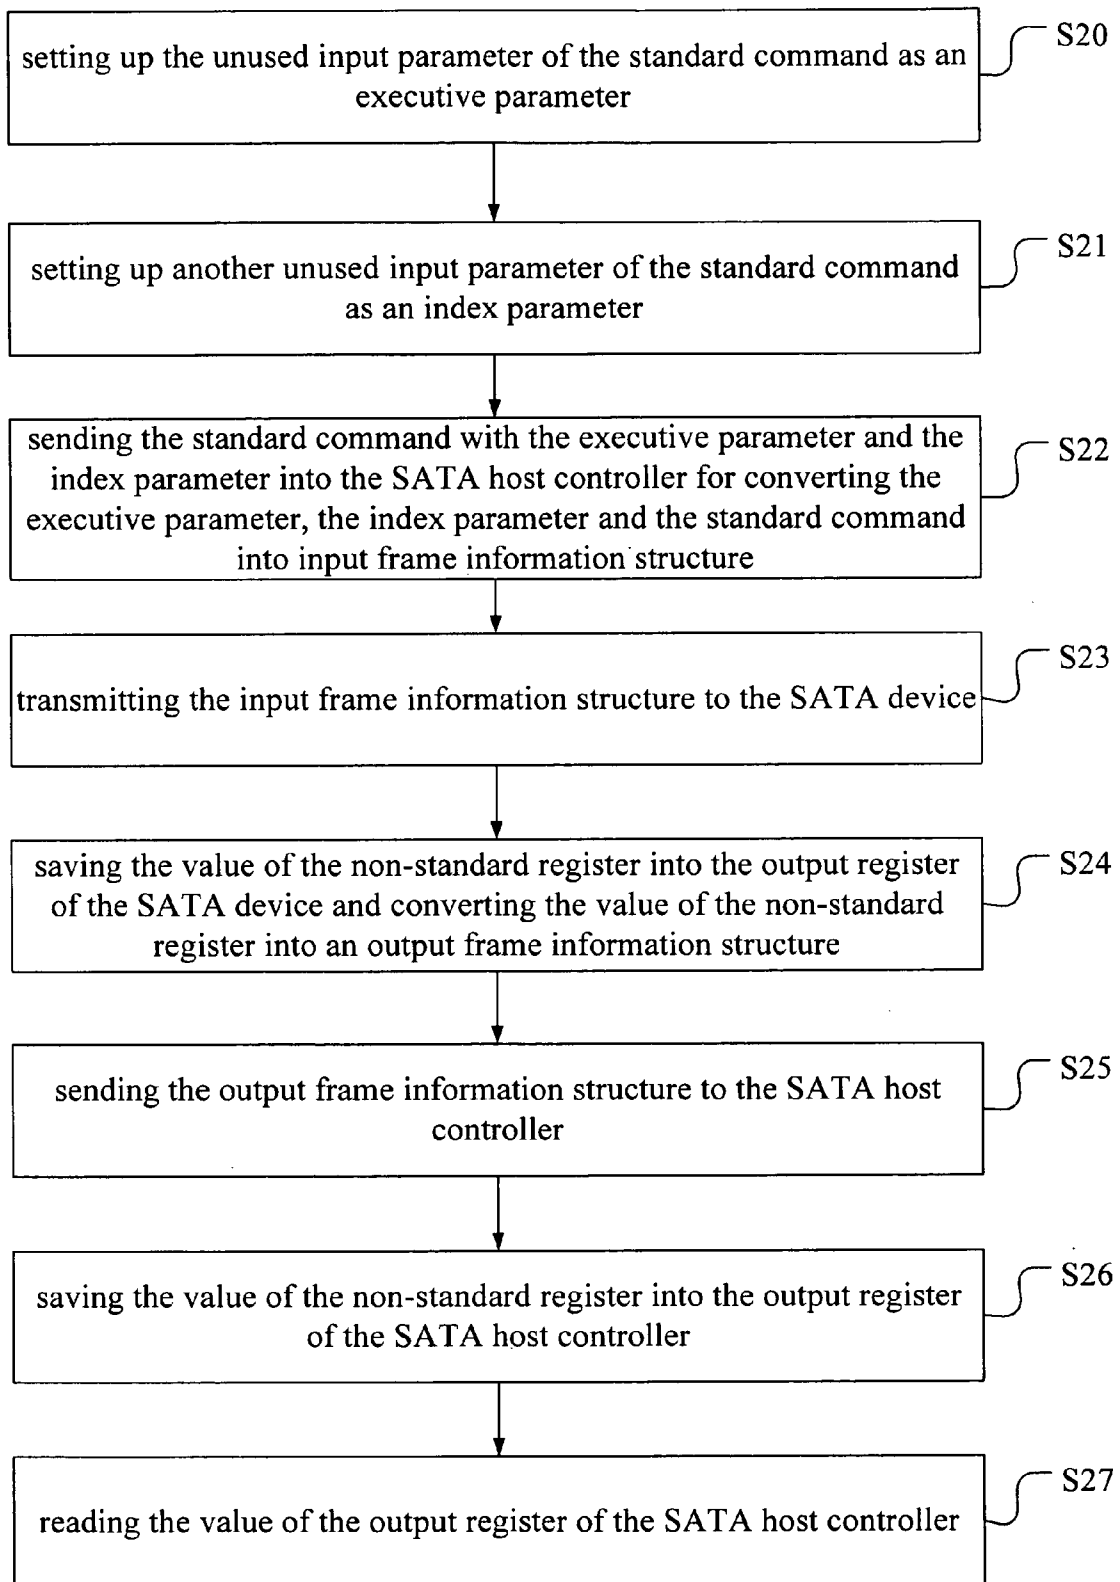 setting up the unused input parameter of the standard command as an
executive parameter
S20
setting up another unused input parameter of the standard command
as an index parameter
S21
sending the standard command with the executive parameter and the
index parameter into the SATA host controller for converting the
executive parameter, the index parameter and the standard command
into input frame information structure
S22
transmitting the input frame information structure to the SATA device
S23
saving the value of the non-standard register into the output register
of the SATA device and converting the value of the non-standard
register into an output frame information structure
S24
sending the output frame information structure to the SATA host
controller
S25
saving the value of the non-standard register into the output register
of the SATA host controller
S26
reading the value of the output register of the SATA host controller
S27